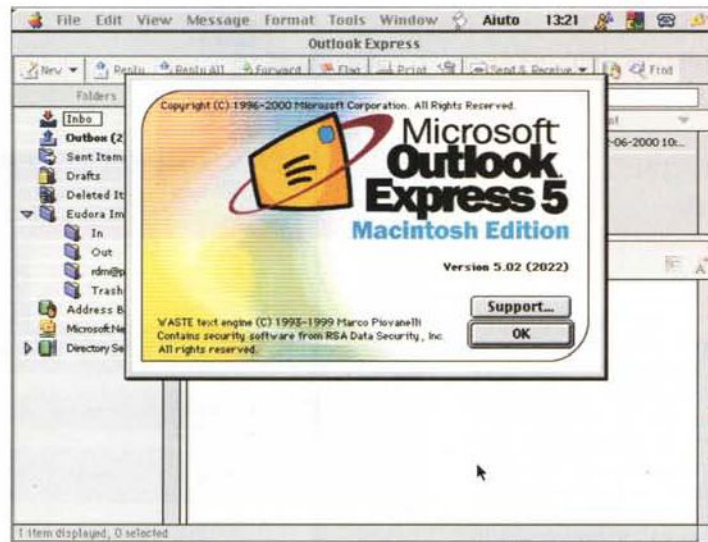 File Edit View Message Format Tools Window Aiuto 13:21
Outlook Express
New Reply Reply All Forward Flag Print Send & Receive Find
Folders
Inbo
Outbox (2
Sent Item
Drafts
Deleted It
Eudora Im
In
Out
rdm@p
Trash
Address B
Microsoft Ne
Directory Se
-06-2000 10:...
Copyright (C) 1996-2000 Microsoft Corporation. All Rights Reserved.
Microsoft
Outlook
Express 5
Macintosh Edition
Version 5.02 (2022)
Support...
WASTE text engine (C) 1993-1999 Marco Piovanelli
Contains security software from RSA Data Security, Inc.
All rights reserved.
OK
1 item displayed, 0 selected